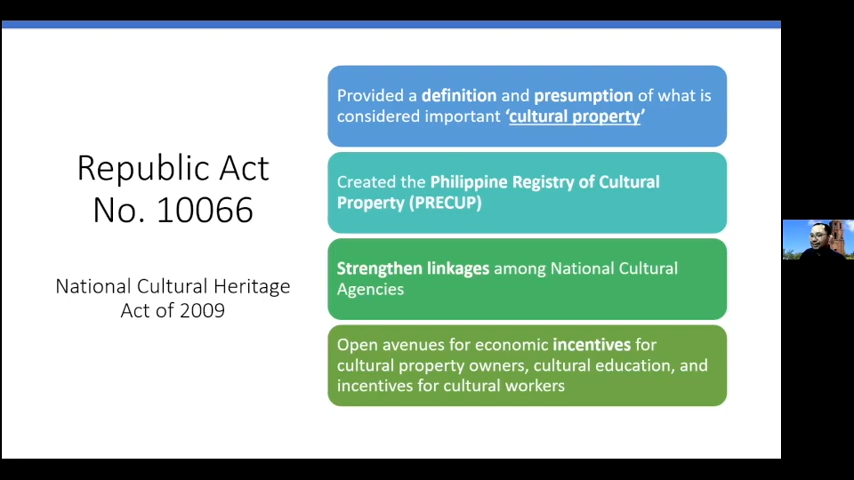 Republic Act
No. 10066
National Cultural Heritage
Act of 2009
Provided a definition and presumption of what is
considered important ‘cultural property’
Created the Philippine Registry of Cultural
Property (PRECUP)
Strengthen linkages among National Cultural
Agencies
Open avenues for economic incentives for
cultural property owners, cultural education, and
incentives for cultural workers